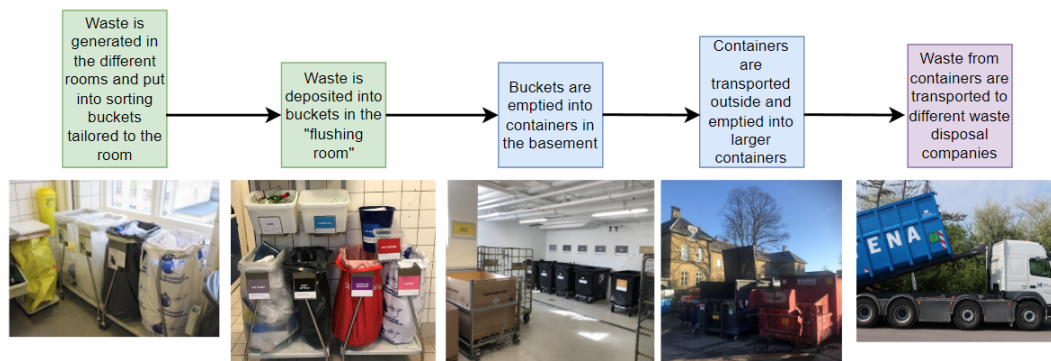 Waste is
generated in
the different
rooms and put
into sorting
buckets
tailored to the
room
Waste is
deposited into
buckets in the
"flushing
room"
Buckets are
emptied into
containers in
the basement
Containers
are
transported
outside and
emptied into
larger
containers
Waste from
containers are
transported to
different waste
disposal
companies
ENA